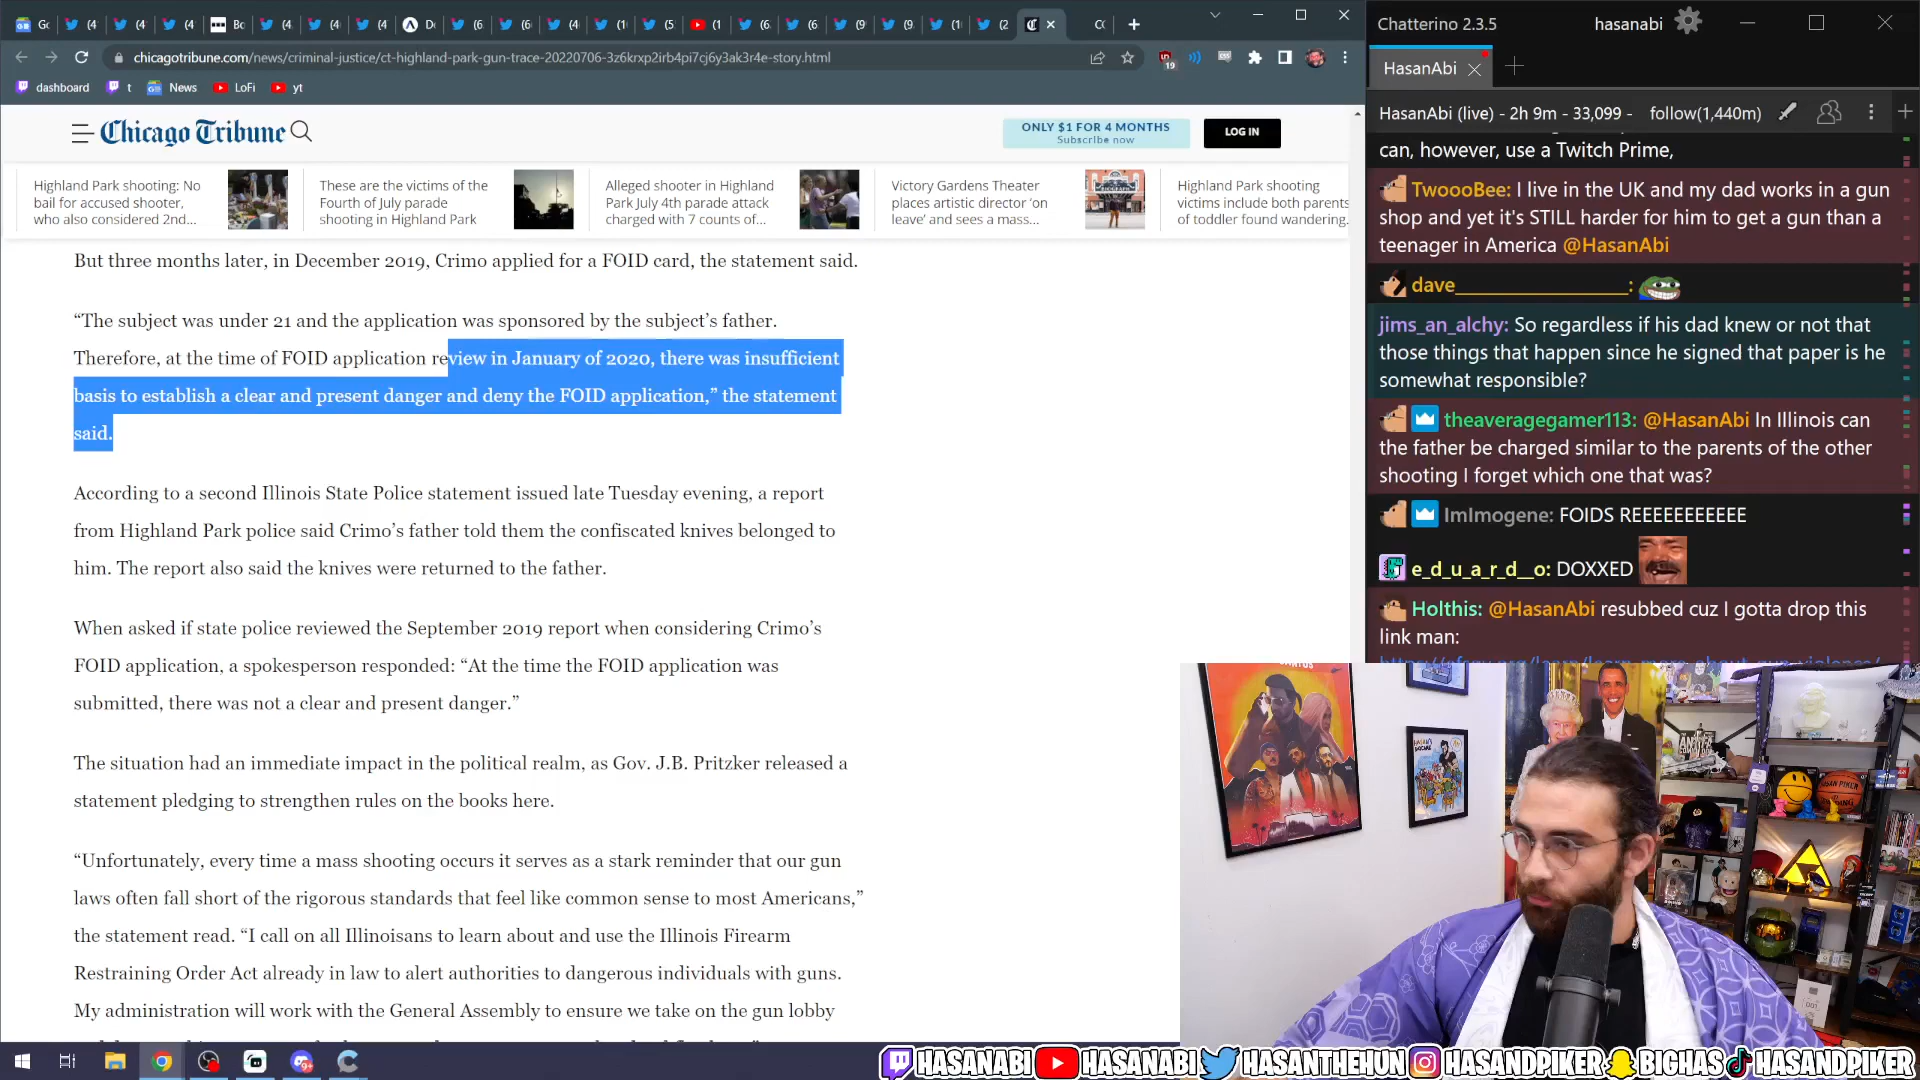 chicagotribune.com/news/criminal-justice/ct-highland-park-gun-trace-20220706-3z6krxp2irb4pi7cj6y3ak3r4e-story.html
dashboard t News LoFi yt
Chicago Tribune
ONLY $1 FOR 4 MONTHS
Subscribe now
LOG IN
Highland Park shooting: No
bail for accused shooter,
who also considered 2nd...
These are the victims of the
Fourth of July parade
shooting in Highland Park
Alleged shooter in Highland
Park July 4th parade attack
charged with 7 counts of...
Victory Gardens Theater
places artistic director ‘on
leave’ and sees a mass...
Highland Park shooting
victims include both parents
of toddler found wandering.
But three months later, in December 2019, Crimo applied for a FOID card, the statement said.
“The subject was under 21 and the application was sponsored by the subject’s father.
Therefore, at the time of FOID application review in January of 2020, there was insufficient
basis to establish a clear and present danger and deny the FOID application,” the statement
said.
According to a second Illinois State Police statement issued late Tuesday evening, a report
from Highland Park police said Crimo’s father told them the confiscated knives belonged to
him. The report also said the knives were returned to the father.
When asked if state police reviewed the September 2019 report when considering Crimo’s
FOID application, a spokesperson responded: “At the time the FOID application was
submitted, there was not a clear and present danger.”
The situation had an immediate impact in the political realm, as Gov. J.B. Pritzker released a
statement pledging to strengthen rules on the books here.
“Unfortunately, every time a mass shooting occurs it serves as a stark reminder that our gun
laws often fall short of the rigorous standards that feel like common sense to most Americans,”
the statement read. “I call on all Illinoisans to learn about and use the Illinois Firearm
Restraining Order Act already in law to alert authorities to dangerous individuals with guns.
My administration will work with the General Assembly to ensure we take on the gun lobby
Chatterino 2.3.5
hasanabi
HasanAbi
HasanAbi (live) - 2h 9m - 33,099 - follow(1,440m)
can, however, use a Twitch Prime,
TwoooBee: I live in the UK and my dad works in a gun
shop and yet it's STILL harder for him to get a gun than a
teenager in America @HasanAbi
jims_an_alchy: So regardless if his dad knew or not that
those things that happen since he signed that paper is he
somewhat responsible?
theaveragegamer113: @HasanAbi In Illinois can
the father be charged similar to the parents of the other
shooting I forget which one that was?
ImImogene: FOIDS REEEEEEEEEEE
e_d_u_a_r_d__o: DOXXED
Holthis: @HasanAbi resubbed cuz I gotta drop this
link man:
HASANABI HASANABI HASANTHEHUN HASANDPIKER BIGHAS HASANDPIKER